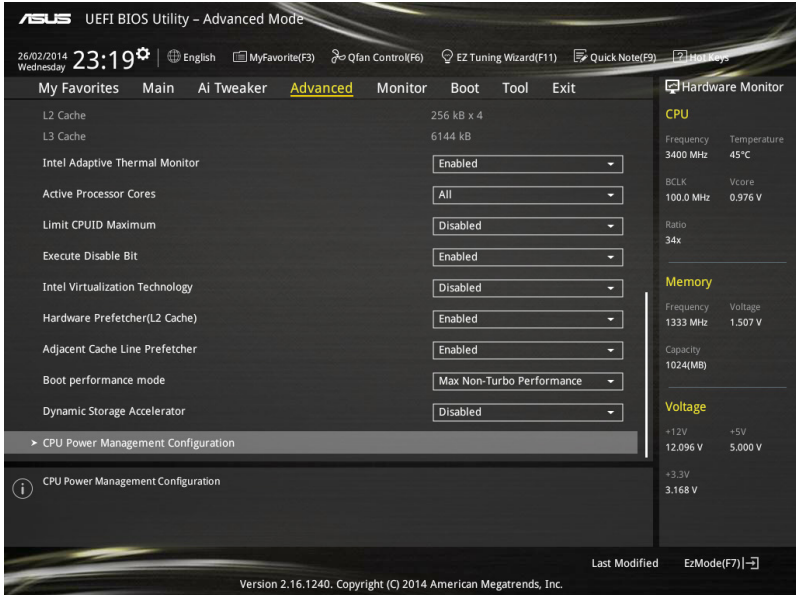 ASUS UEFI BIOS Utility – Advanced Mode
26/02/2014
Wednesday
23:19
English
MyFavorite(F3)
Qfan Control(F6)
EZ Tuning Wizard(F11)
Quick Note(F9)
? Hot Keys
My Favorites Main Ai Tweaker Advanced Monitor Boot Tool Exit
L2 Cache 256 kB x 4
L3 Cache 6144 kB
Intel Adaptive Thermal Monitor Enabled
Active Processor Cores All
Limit CPUID Maximum Disabled
Execute Disable Bit Enabled
Intel Virtualization Technology Disabled
Hardware Prefetcher(L2 Cache) Enabled
Adjacent Cache Line Prefetcher Enabled
Boot performance mode Max Non-Turbo Performance
Dynamic Storage Accelerator Disabled
> CPU Power Management Configuration
i CPU Power Management Configuration
Hardware Monitor
CPU
Frequency Temperature
3400 MHz 45°C
BCLK Vcore
100.0 MHz 0.976 V
Ratio
34x
Memory
Frequency Voltage
1333 MHz 1.507 V
Capacity
1024(MB)
Voltage
+12V +5V
12.096 V 5.000 V
+3.3V
3.168 V
Last Modified EzMode(F7)
Version 2.16.1240. Copyright (C) 2014 American Megatrends, Inc.